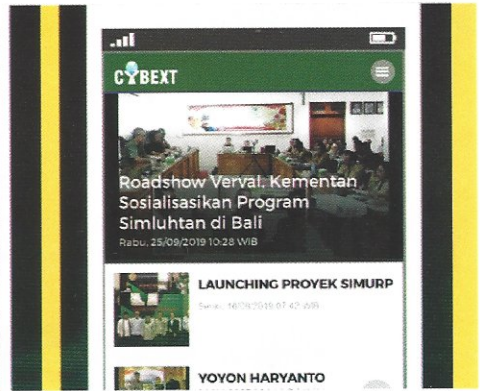 CYBEXT
Roadshow Verval, Kementan
Sosialisasikan Program
Simluhtan di Bali
Rabu, 25/09/2019 10:28 WIB
LAUNCHING PROYEK SIMURP
Senin, 16/09/2019 07:42 WIB
YOYON HARYANTO